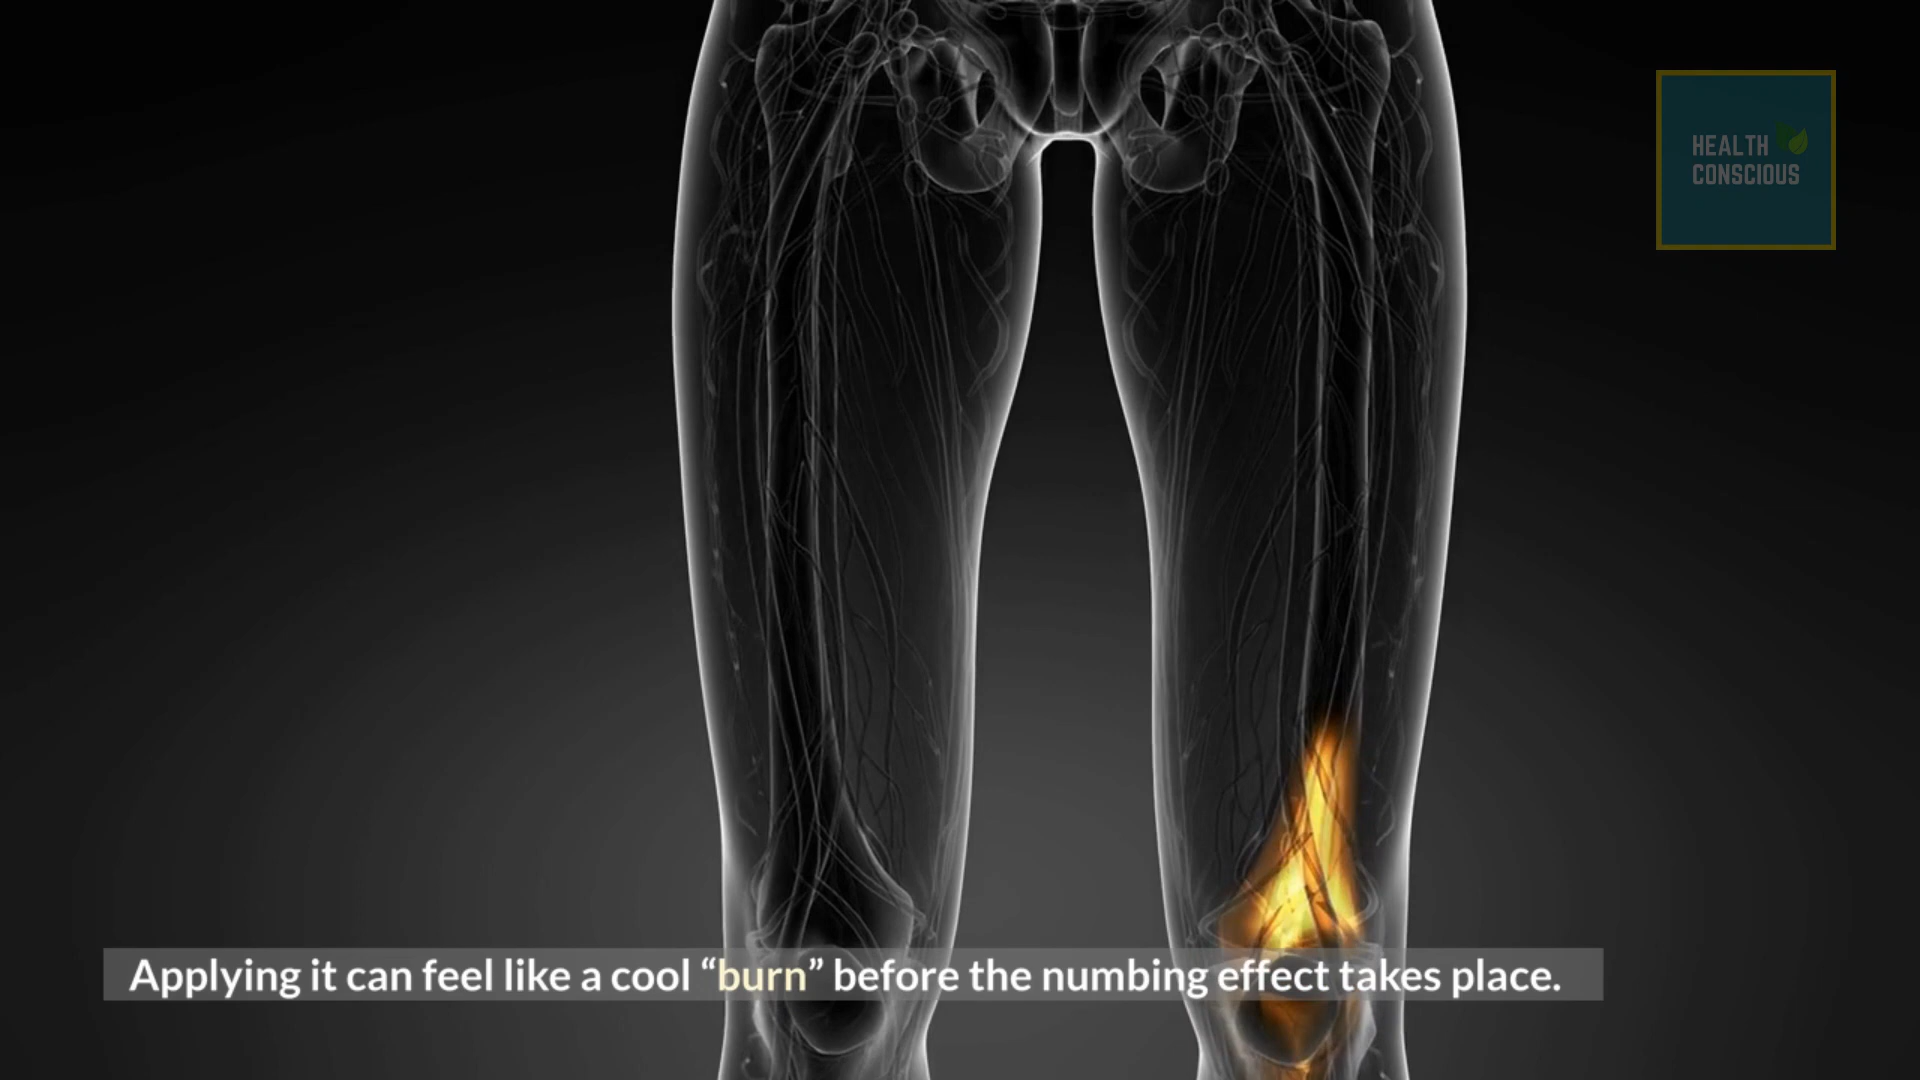 HEALTH
CONSCIOUS
Applying it can feel like a cool “burn” before the numbing effect takes place.